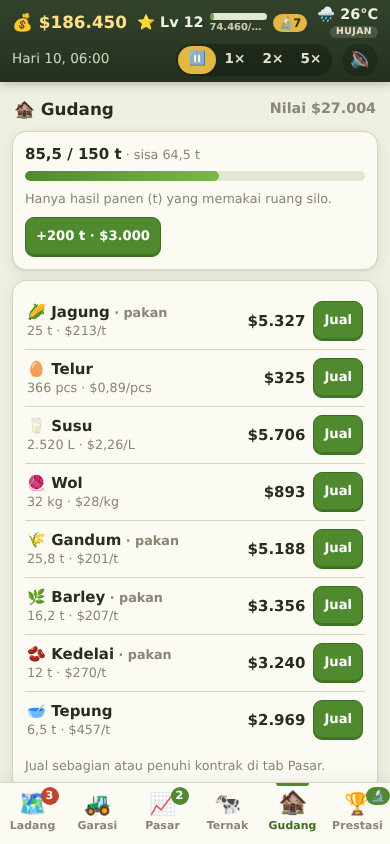 $186.450 Lv 12 74.460/... 7 26°C
HUJAN
Hari 10, 06:00 1× 2× 5×
Gudang Nilai $27.004
85,5 / 150 t · sisa 64,5 t
Hanya hasil panen (t) yang memakai ruang silo.
+200 t · $3.000
Jagung · pakan
25 t · $213/t
$5.327 Jual
Telur
366 pcs · $0,89/pcs
$325 Jual
Susu
2.520 L · $2,26/L
$5.706 Jual
Wol
32 kg · $28/kg
$893 Jual
Gandum · pakan
25,8 t · $201/t
$5.188 Jual
Barley · pakan
16,2 t · $207/t
$3.356 Jual
Kedelai · pakan
12 t · $270/t
$3.240 Jual
Tepung
6,5 t · $457/t
$2.969 Jual
Jual sebagian atau penuhi kontrak di tab Pasar.
3 2
Ladang Garasi Pasar Ternak Gudang Prestasi